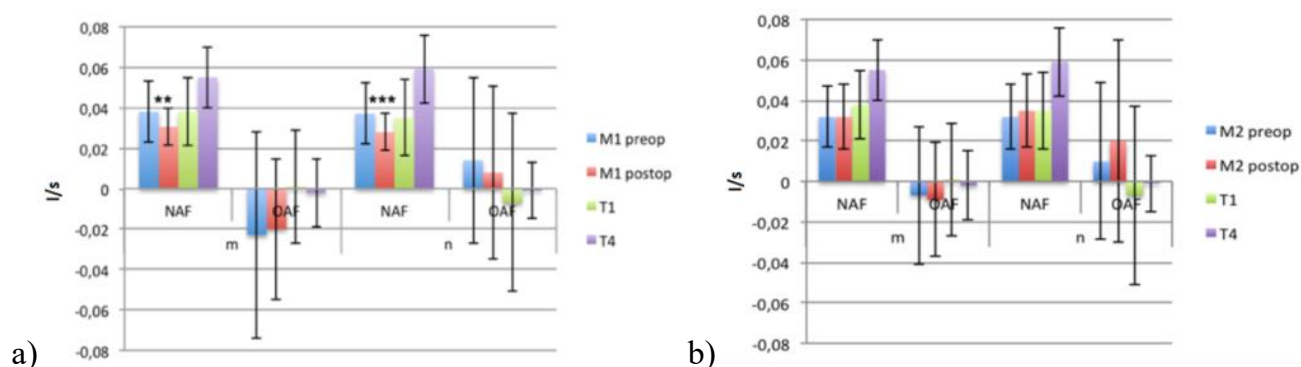 0,08
0,06
0,04
0,02
0
-0,02
-0,04
-0,06
-0,08
l/s
** ***
NAF OAF NAF OAF
m n
M1 preop
M1 postop
T1
T4
a)
0,08
0,06
0,04
0,02
0
-0,02
-0,04
-0,06
-0,08
l/s
NAF OAF NAF OAF
m n
M2 preop
M2 postop
T1
T4
b)